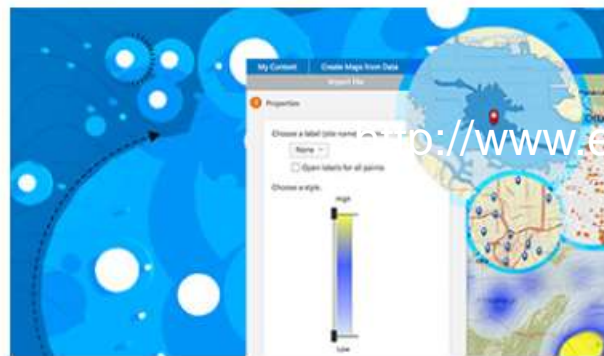 My Content Create Maps from Data
Import File
Properties
Choose a label (site name)
None
Open labels for all points
Choose a style.
High
Low
http://www.e